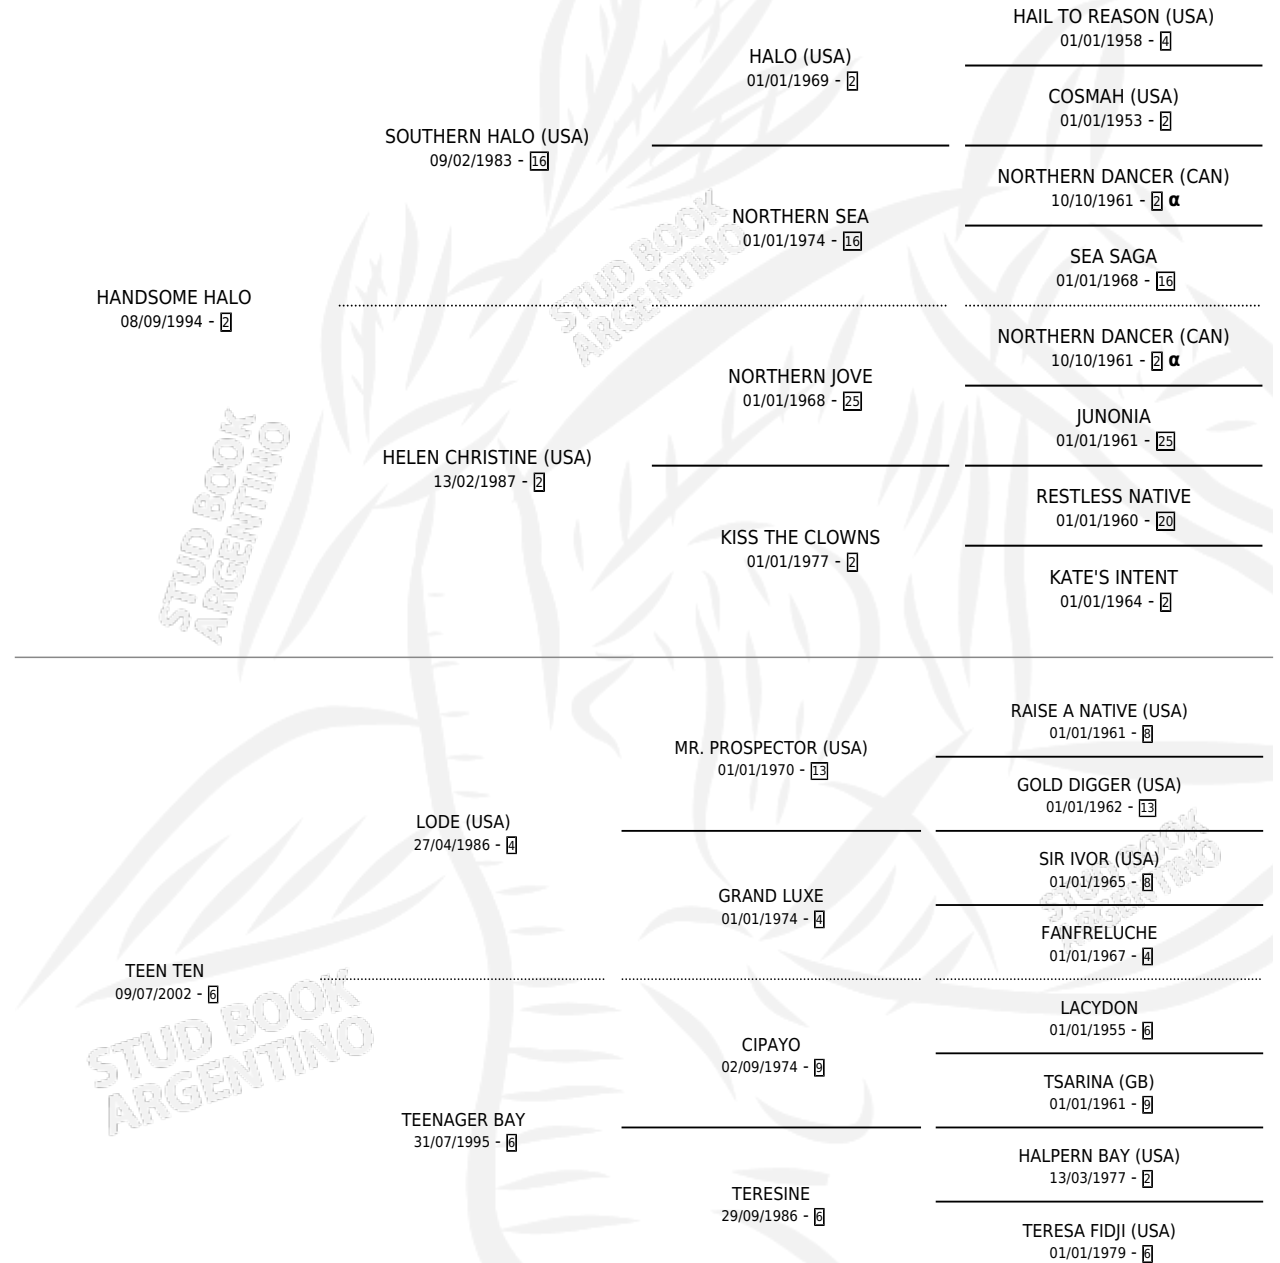 HAIL TO REASON (USA)
01/01/1958 - 4
HALO (USA)
01/01/1969 - 2
COSMAH (USA)
01/01/1953 - 2
SOUTHERN HALO (USA)
09/02/1983 - 16
NORTHERN DANCER (CAN)
10/10/1961 - 2 α
NORTHERN SEA
01/01/1974 - 16
SEA SAGA
01/01/1968 - 16
HANDSOME HALO
08/09/1994 - 2
NORTHERN DANCER (CAN)
10/10/1961 - 2 α
NORTHERN JOVE
01/01/1968 - 25
JUNONIA
01/01/1961 - 25
HELEN CHRISTINE (USA)
13/02/1987 - 2
RESTLESS NATIVE
01/01/1960 - 20
KISS THE CLOWNS
01/01/1977 - 2
KATE'S INTENT
01/01/1964 - 2
RAISE A NATIVE (USA)
01/01/1961 - 8
MR. PROSPECTOR (USA)
01/01/1970 - 13
GOLD DIGGER (USA)
01/01/1962 - 13
LODE (USA)
27/04/1986 - 4
SIR IVOR (USA)
01/01/1965 - 8
GRAND LUXE
01/01/1974 - 4
FANFRELUCHE
01/01/1967 - 4
TEEN TEN
09/07/2002 - 6
LACYDON
01/01/1955 - 6
CIPAYO
02/09/1974 - 9
TSARINA (GB)
01/01/1961 - 9
TEENAGER BAY
31/07/1995 - 6
HALPERN BAY (USA)
13/03/1977 - 2
TERESINE
29/09/1986 - 6
TERESA FIDJI (USA)
01/01/1979 - 6
STUD BOOK
ARGENTINO
STUD BOOK
ARGENTINO
STUD BOOK
ARGENTINO
STUD BOOK
ARGENTINO